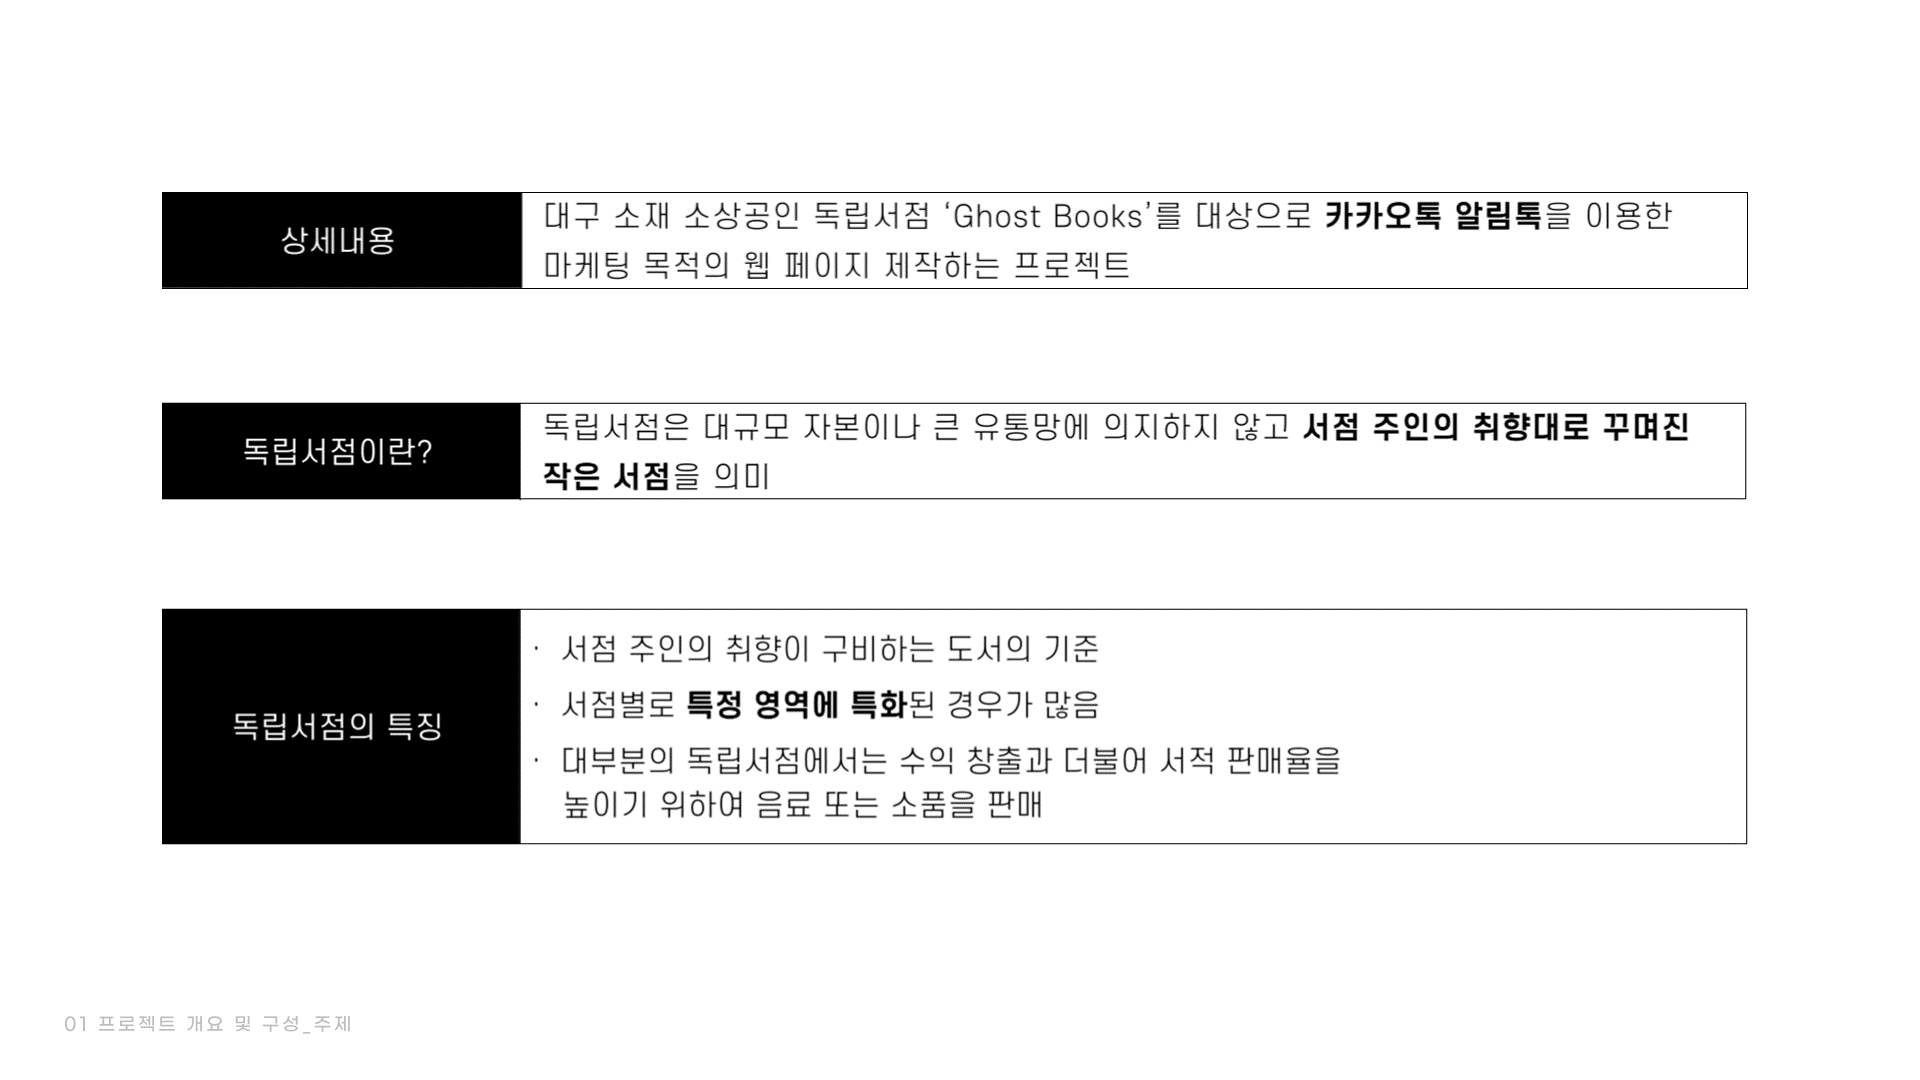 상세내용
대구 소재 소상공인 독립서점 ‘Ghost Books’를 대상으로 카카오톡 알림톡을 이용한
마케팅 목적의 웹 페이지 제작하는 프로젝트
독립서점이란?
독립서점은 대규모 자본이나 큰 유통망에 의지하지 않고 서점 주인의 취향대로 꾸며진
작은 서점을 의미
독립서점의 특징
· 서점 주인의 취향이 구비하는 도서의 기준
· 서점별로 특정 영역에 특화된 경우가 많음
· 대부분의 독립서점에서는 수익 창출과 더불어 서적 판매율을
높이기 위하여 음료 또는 소품을 판매
01 프로젝트 개요 및 구성_주제